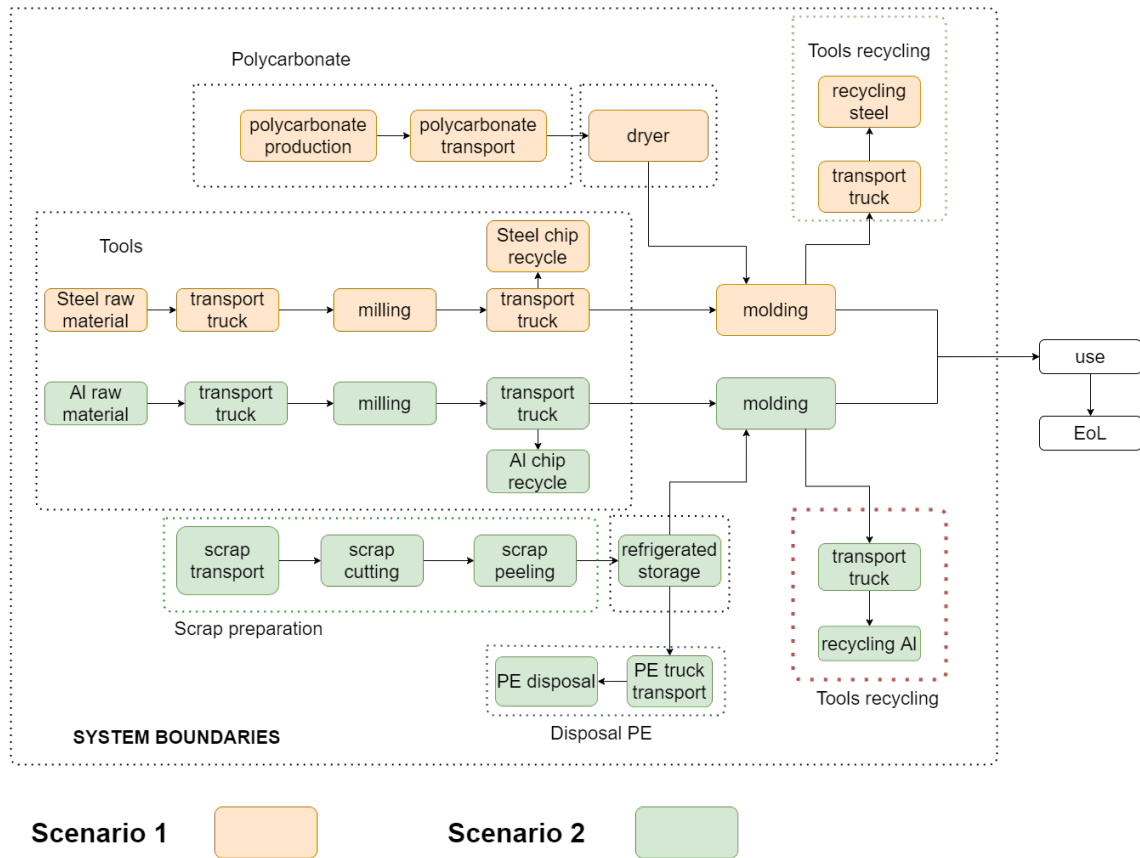 Polycarbonate
Tools recycling
polycarbonate
production
polycarbonate
transport
dryer
recycling
steel
transport
truck
Tools
Steel chip
recycle
Steel raw
material
transport
truck
milling
transport
truck
molding
use
Al raw
material
transport
truck
milling
transport
truck
molding
EoL
Al chip
recycle
scrap
transport
scrap
cutting
scrap
peeling
refrigerated
storage
transport
truck
recycling Al
Scrap preparation
PE disposal
PE truck
transport
Tools recycling
Disposal PE
SYSTEM BOUNDARIES
Scenario 1
Scenario 2